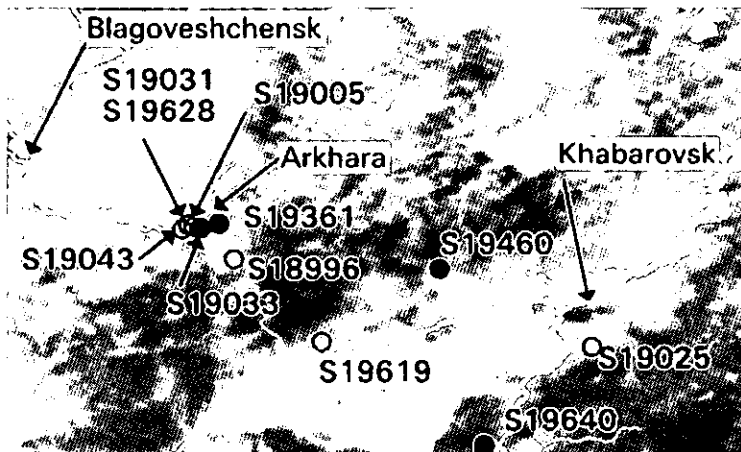 Blagoveshchensk
S19031
S19628
S19005
Arkhara
Khabarovsk
S19361
S19043
S18996
S19460
S19033
S19619
S19025
S19640